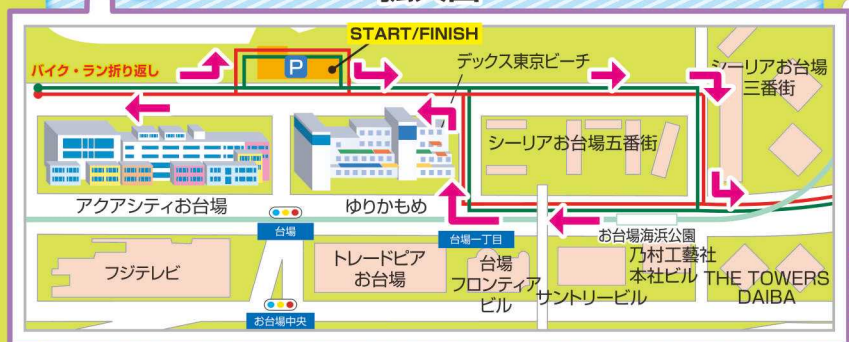 START/FINISH
バイク・ラン折り返し
P
デックス東京ビーチ
シーリアお台場
三番街
シーリアお台場五番街
アクアシティお台場
ゆりかもめ
台場
台場一丁目
お台場海浜公園
フジテレビ
トレードピア
お台場
台場
フロンティア
ビル
サントリービル
乃村工藝社
本社ビル
THE TOWERS
DAIBA
お台場中央